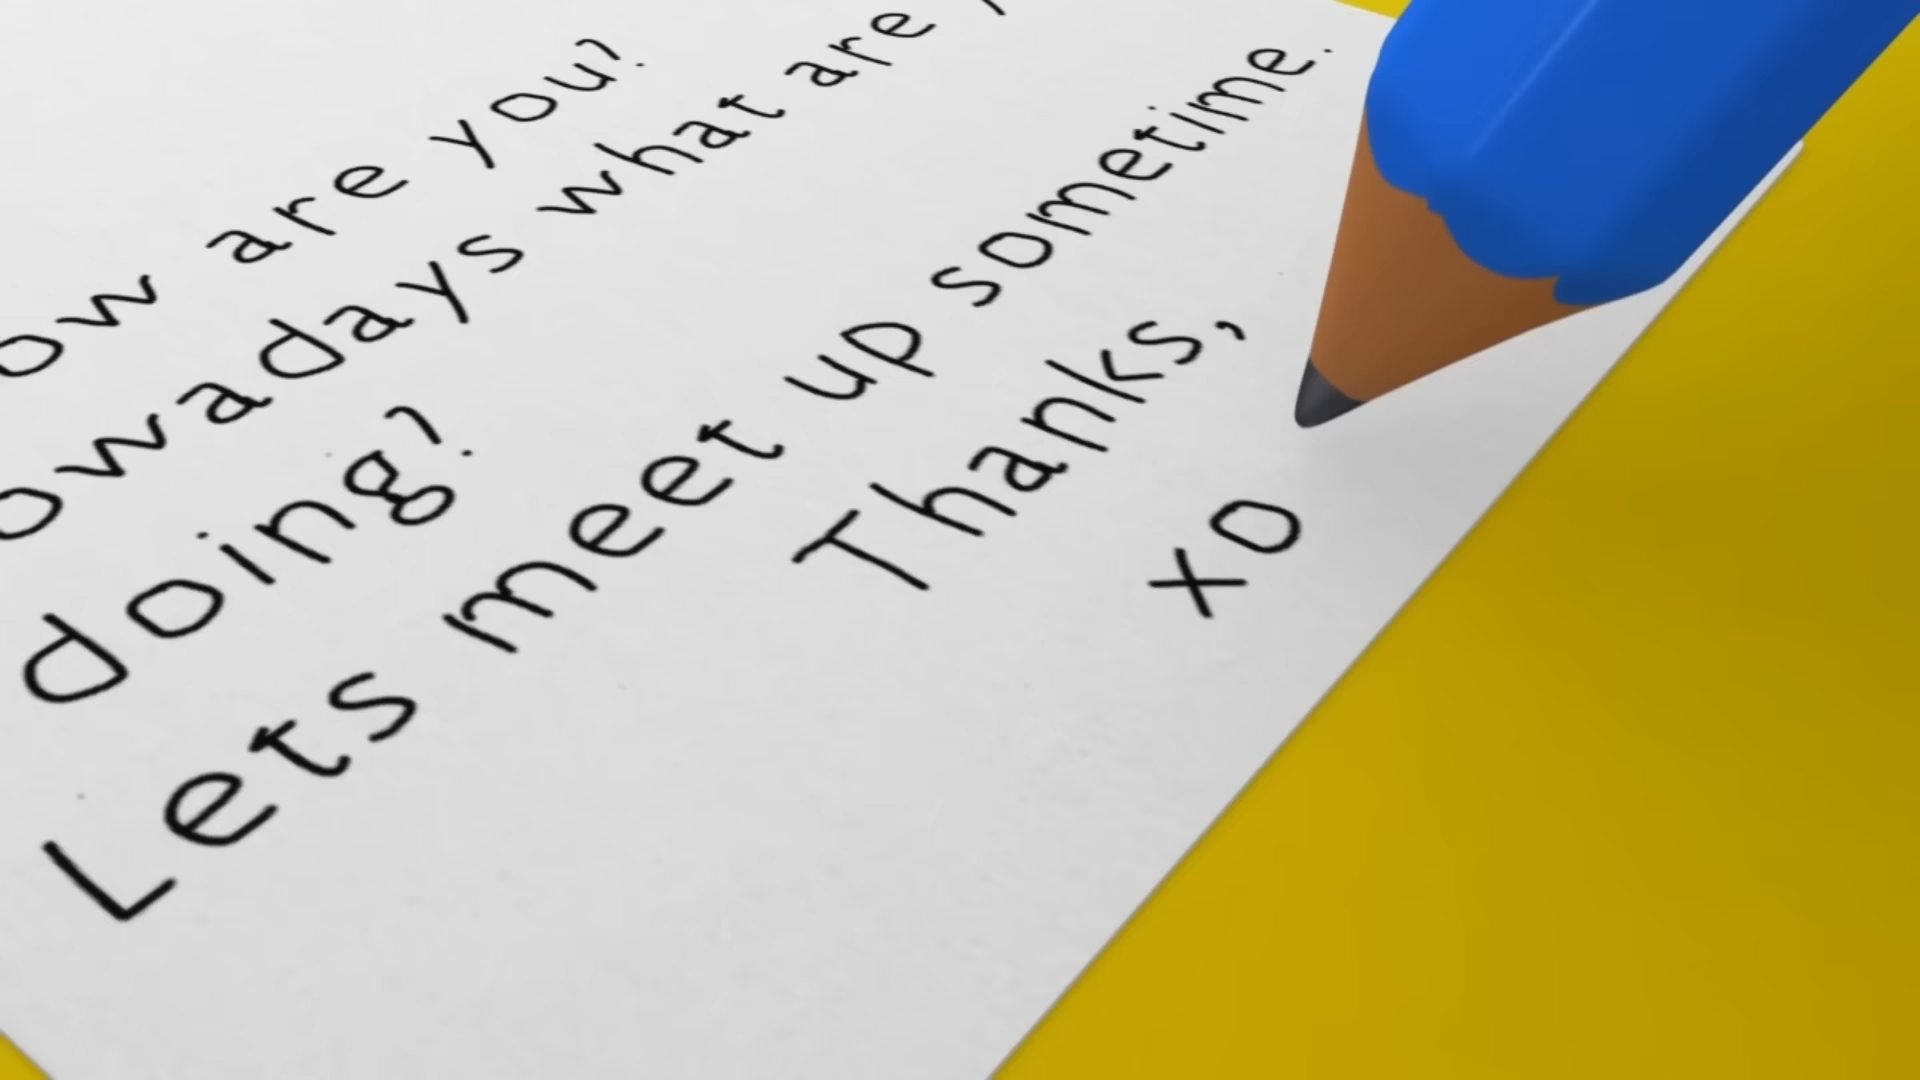 ow are you?
owadays what are
doing?
Lets meet up sometime.
Thanks,
xo